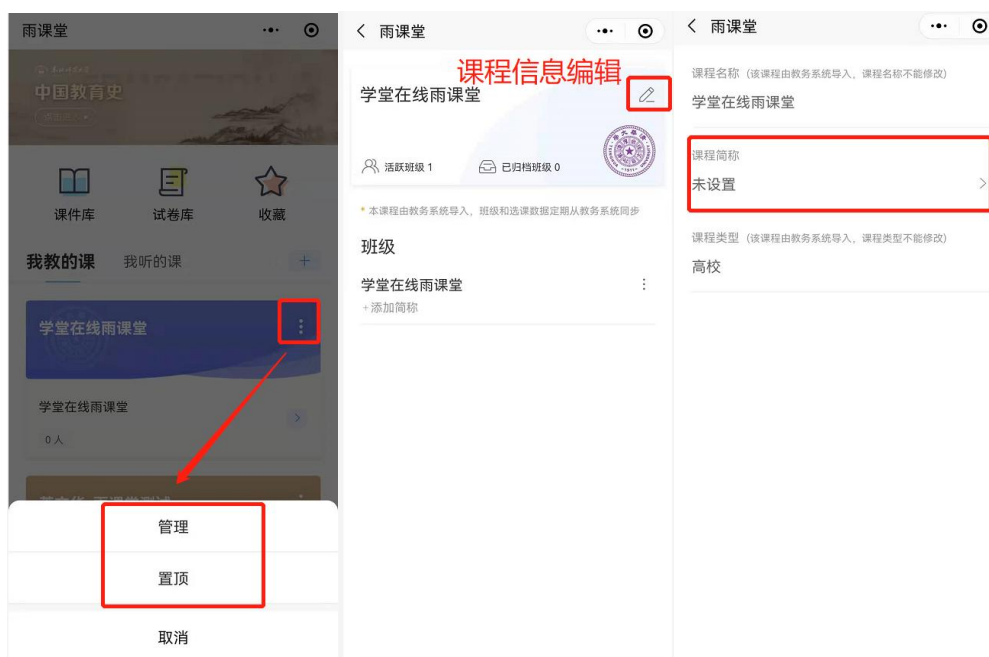 雨课堂
中国教育史
课件库
试卷库
收藏
我教的课
我听的课
+
学堂在线雨课堂
学堂在线雨课堂
0人
管理
置顶
取消
雨课堂
课程信息编辑
学堂在线雨课堂
活跃班级 1
已归档班级 0
* 本课程由教务系统导入，班级和选课数据定期从教务系统同步
班级
学堂在线雨课堂
+添加简称
雨课堂
课程名称（该课程由教务系统导入，课程名称不能修改）
学堂在线雨课堂
课程简称
未设置
课程类型（该课程由教务系统导入，课程类型不能修改）
高校